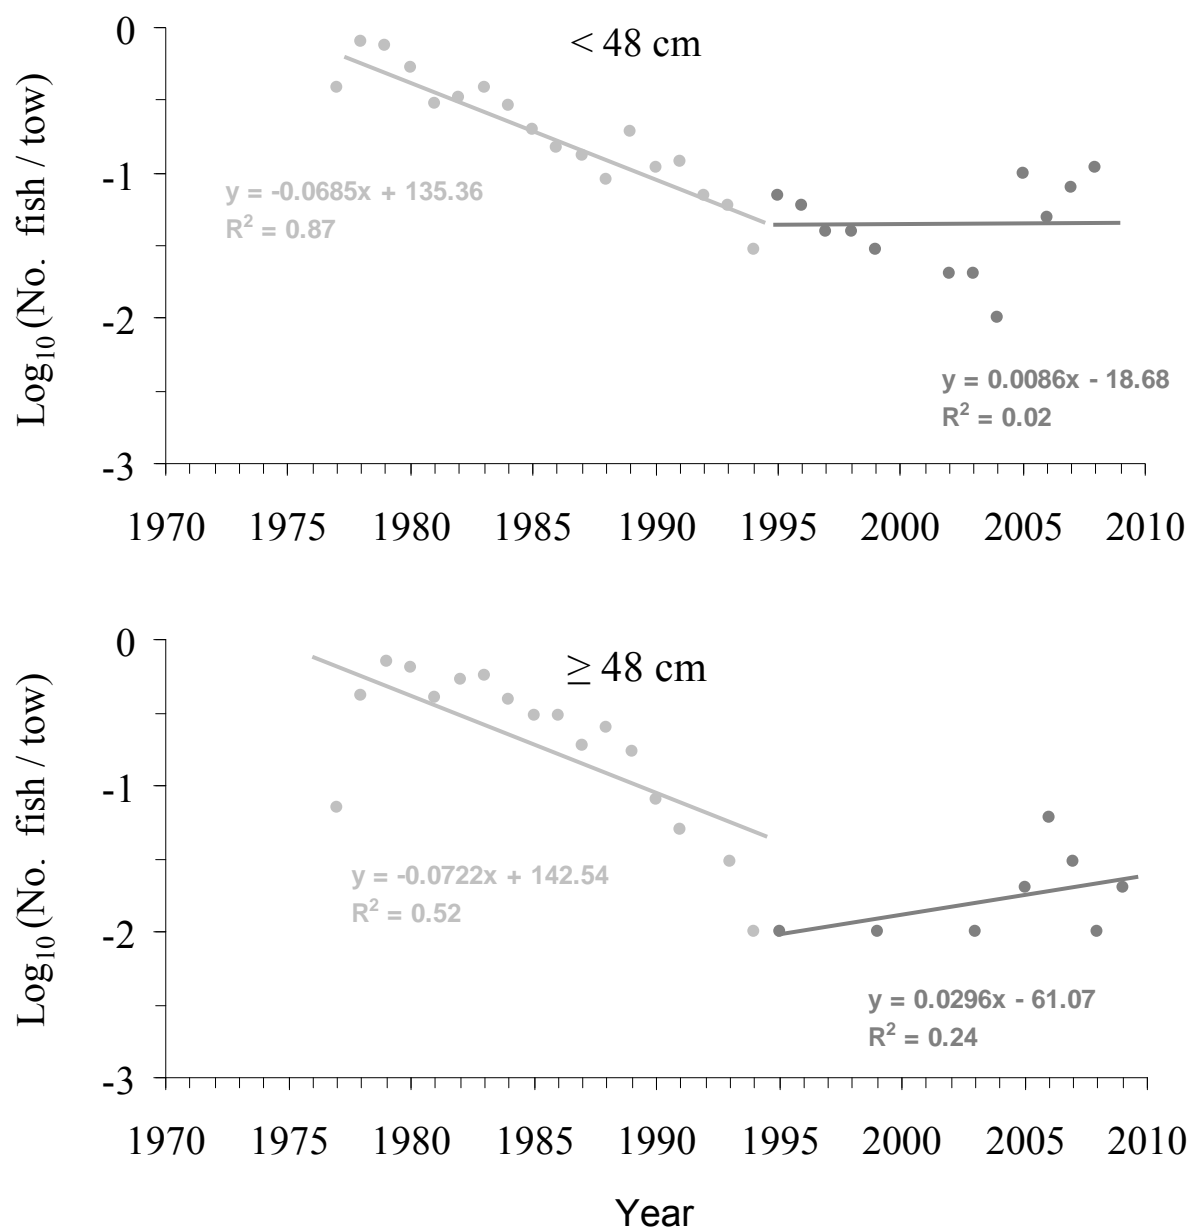 0
< 48 cm
-1
y = -0.0685x + 135.36
R² = 0.87
-2
y = 0.0086x - 18.68
R² = 0.02
-3
Log₁₀ (No. fish / tow)
1970 1975 1980 1985 1990 1995 2000 2005 2010
0
≥ 48 cm
-1
y = -0.0722x + 142.54
R² = 0.52
-2
y = 0.0296x - 61.07
R² = 0.24
-3
Log₁₀ (No. fish / tow)
1970 1975 1980 1985 1990 1995 2000 2005 2010
Year